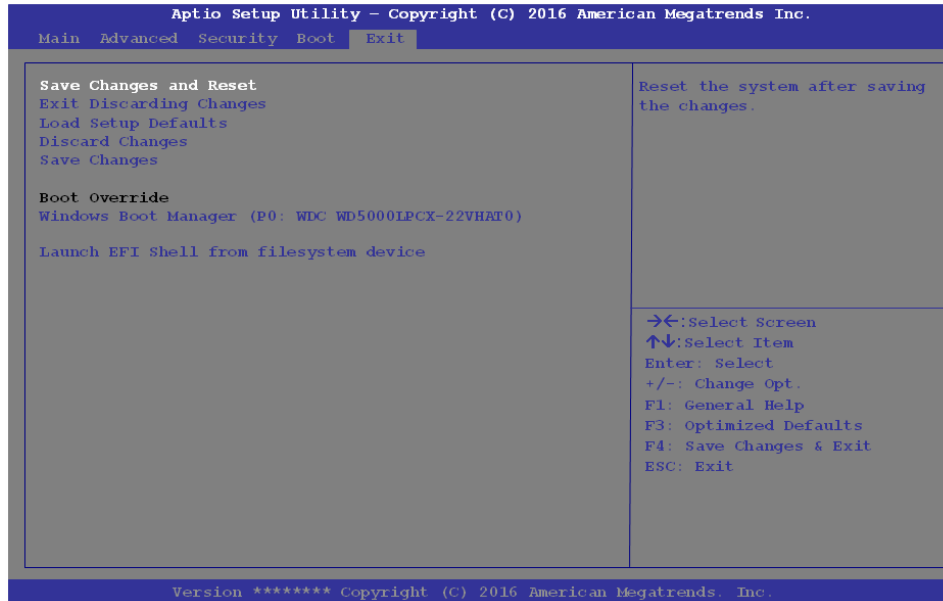 Aptio Setup Utility – Copyright (C) 2016 American Megatrends Inc.
Main Advanced Security Boot Exit
Save Changes and Reset
Exit Discarding Changes
Load Setup Defaults
Discard Changes
Save Changes
Boot Override
Windows Boot Manager (P0: WDC WD5000LPCX-22VHAT0)
Launch EFI Shell from filesystem device
Reset the system after saving
the changes.
→←:Select Screen
↑↓:Select Item
Enter: Select
+/-: Change Opt.
F1: General Help
F3: Optimized Defaults
F4: Save Changes & Exit
ESC: Exit
Version ******** Copyright (C) 2016 American Megatrends. Inc.